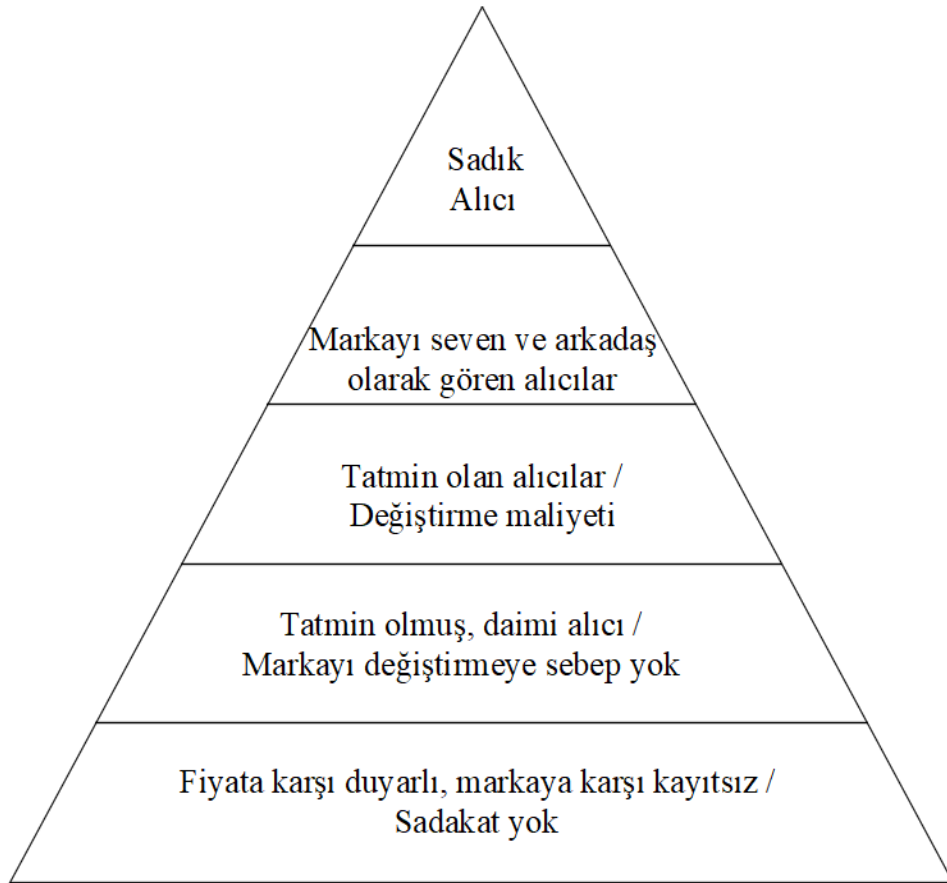 Sadık
Alıcı
Markayı seven ve arkadaş
olarak gören alıcılar
Tatmin olan alıcılar /
Değiştirme maliyeti
Tatmin olmuş, daimi alıcı /
Markayı değiştirmeye sebep yok
Fiyata karşı duyarlı, markaya karşı kayıtsız /
Sadakat yok